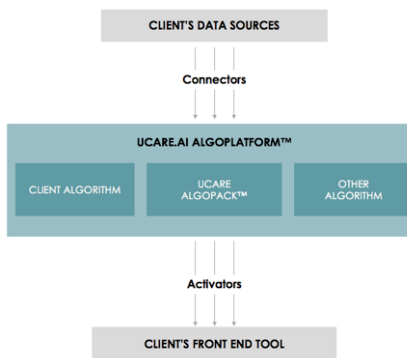 CLIENT'S DATA SOURCES
Connectors
UCARE.AI ALGOPLATFORM™
CLIENT ALGORITHM
UCARE
ALGOPACK™
OTHER
ALGORITHM
Activators
CLIENT'S FRONT END TOOL